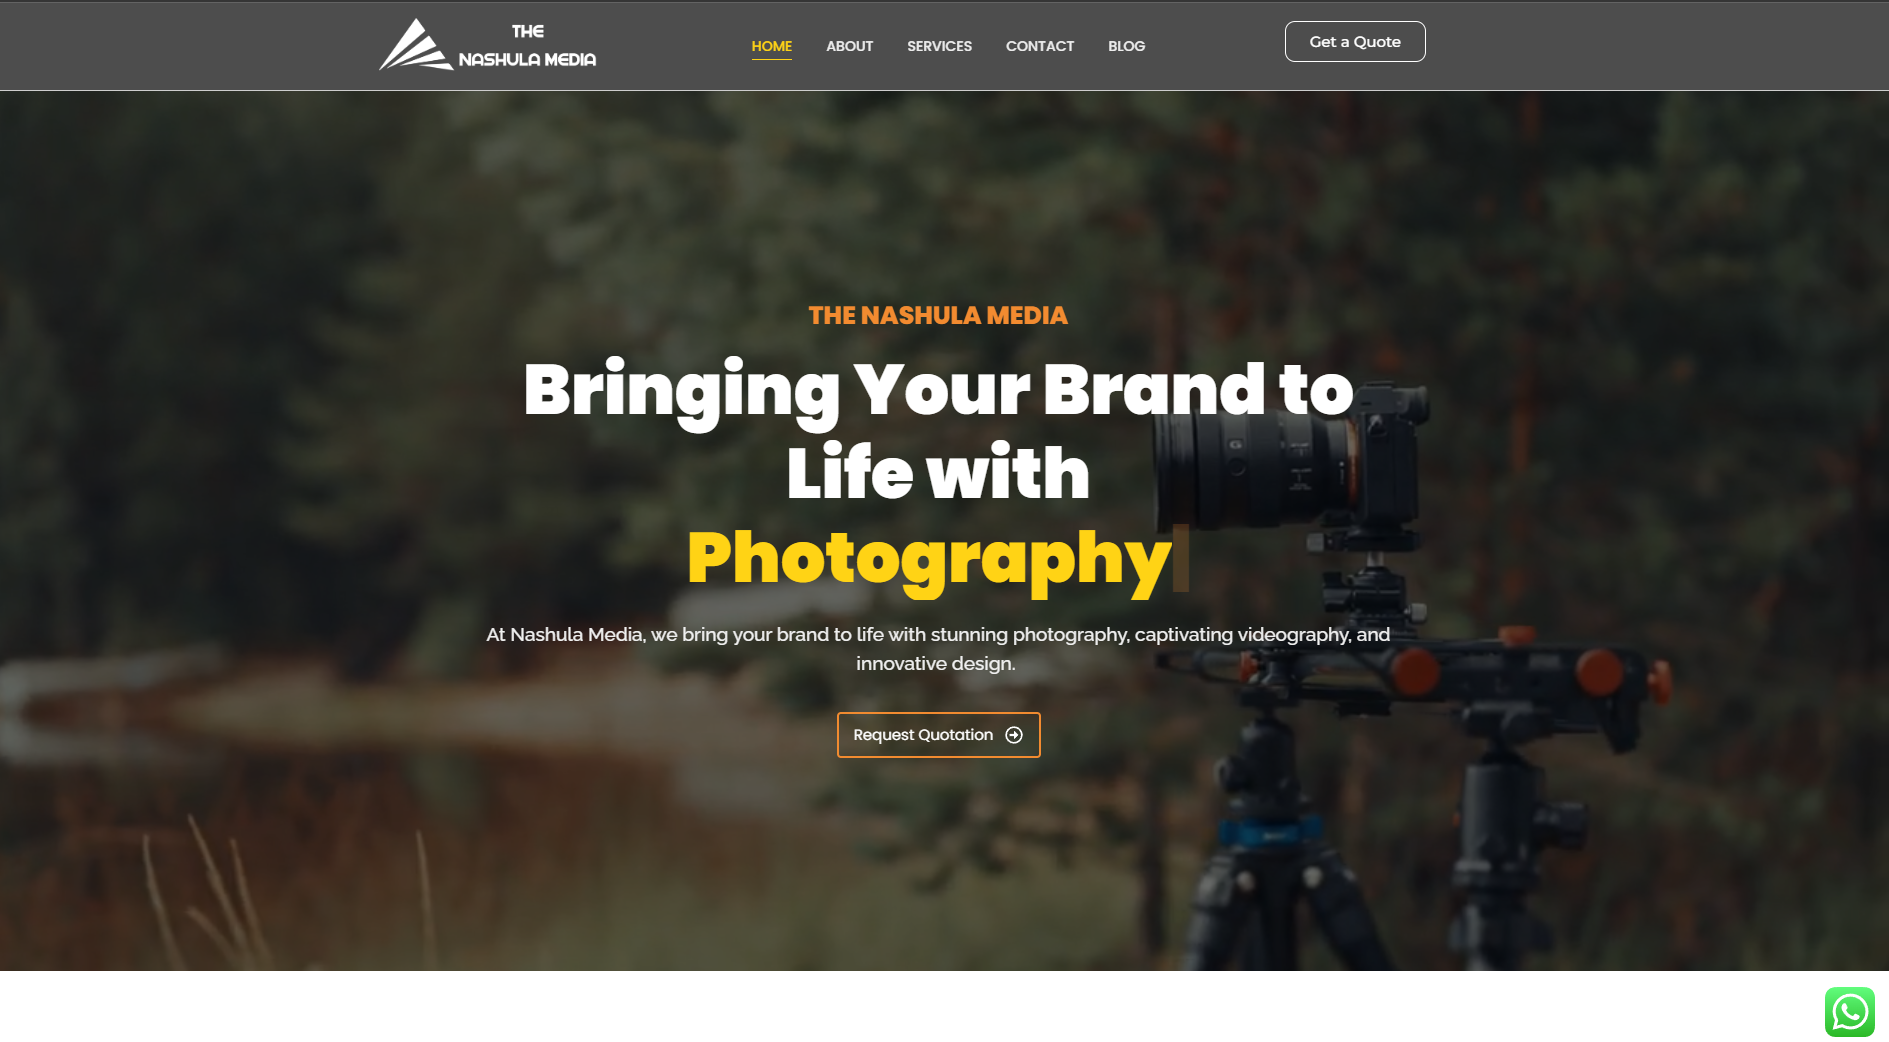 THE
NASHULA MEDIA
HOME
ABOUT
SERVICES
CONTACT
BLOG
Get a Quote
THE NASHULA MEDIA
Bringing Your Brand to
Life with
Photography
At Nashula Media, we bring your brand to life with stunning photography, captivating videography, and
innovative design.
Request Quotation
G